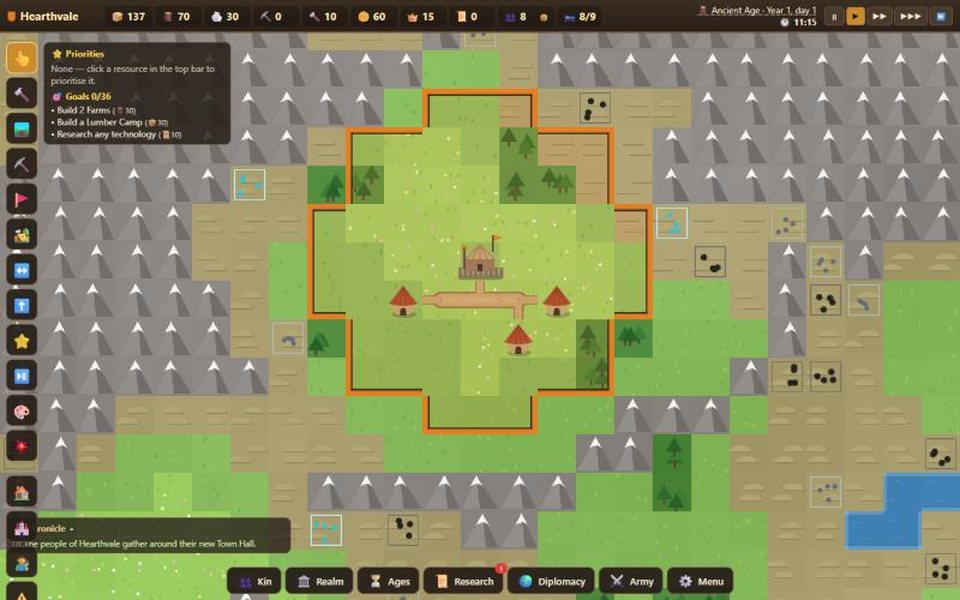 Hearthvale 137 70 30 0 10 60 15 0 8 8/9
Ancient Age · Year 1, day 1
11:15
Priorities
None — click a resource in the top bar to
prioritise it.
Goals 0/36
• Build 2 Farms (30)
• Build a Lumber Camp (30)
• Research any technology (10)
ronicle
people of Hearthvale gather around their new Town Hall.
Kin Realm Ages Research ! Diplomacy Army Menu